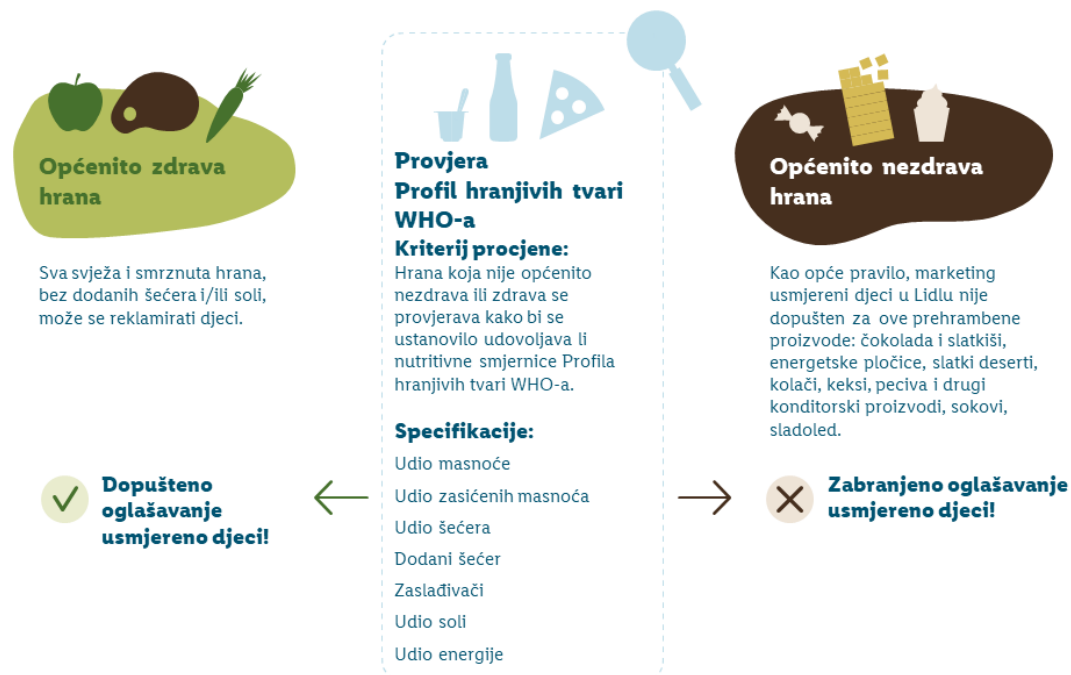 Općenito zdrava
hrana
Sva svježa i smrznuta hrana,
bez dodanih šećera i/ili soli,
može se reklamirati djeci.
Dopušteno
oglašavanje
usmjereno djeci!
Provjera
Profil hranjivih tvari
WHO-a
Kriterij procjene:
Hrana koja nije općenito
nezdrava ili zdrava se
provjerava kako bi se
ustanovilo udovoljava li
nutritivne smjernice Profila
hranjivih tvari WHO-a.
Specifikacije:
Udio masnoće
Udio zasićenih masnoća
Udio šećera
Dodani šećer
Zaslađivači
Udio soli
Udio energije
Općenito nezdrava
hrana
Kao opće pravilo, marketing
usmjereni djeci u Lidlu nije
dopušten za ove prehrambene
proizvode: čokolada i slatkiši,
energetske pločice, slatki deserti,
kolači, keksi, peciva i drugi
konditorski proizvodi, sokovi,
sladoled.
Zabranjeno oglašavanje
usmjereno djeci!